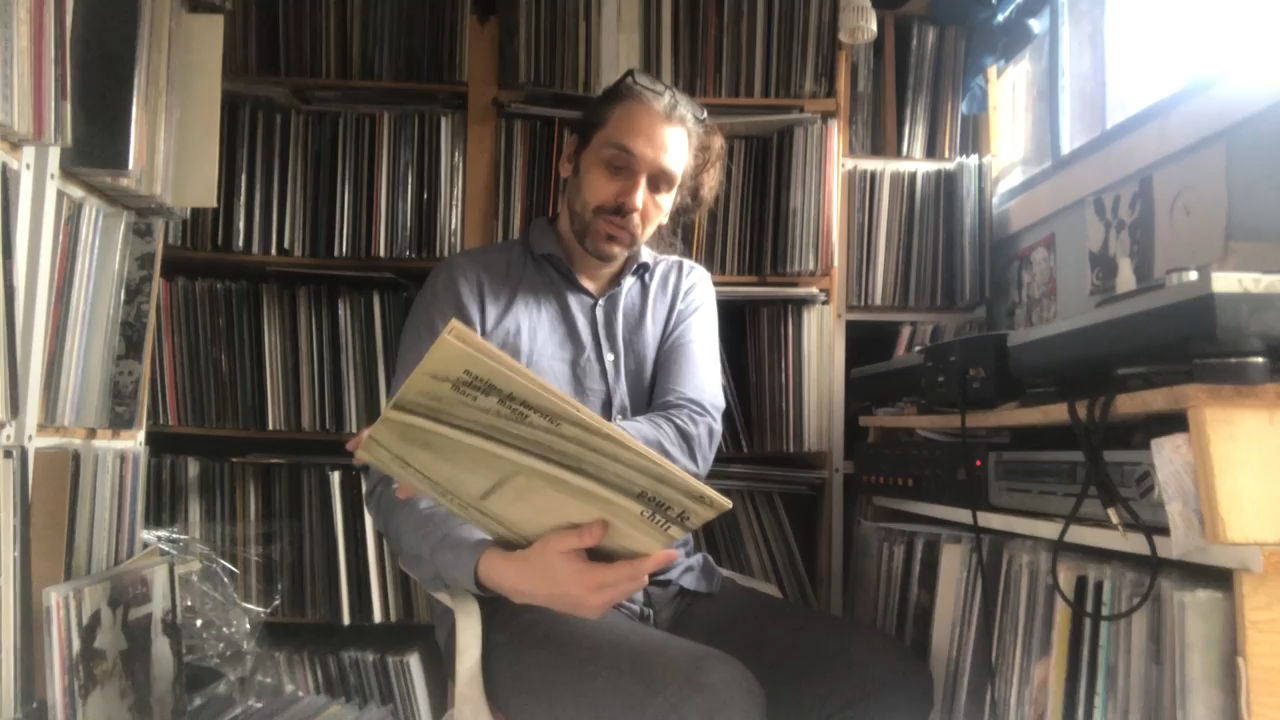 maxime le forestier
colette magny
mara
pour le
chili